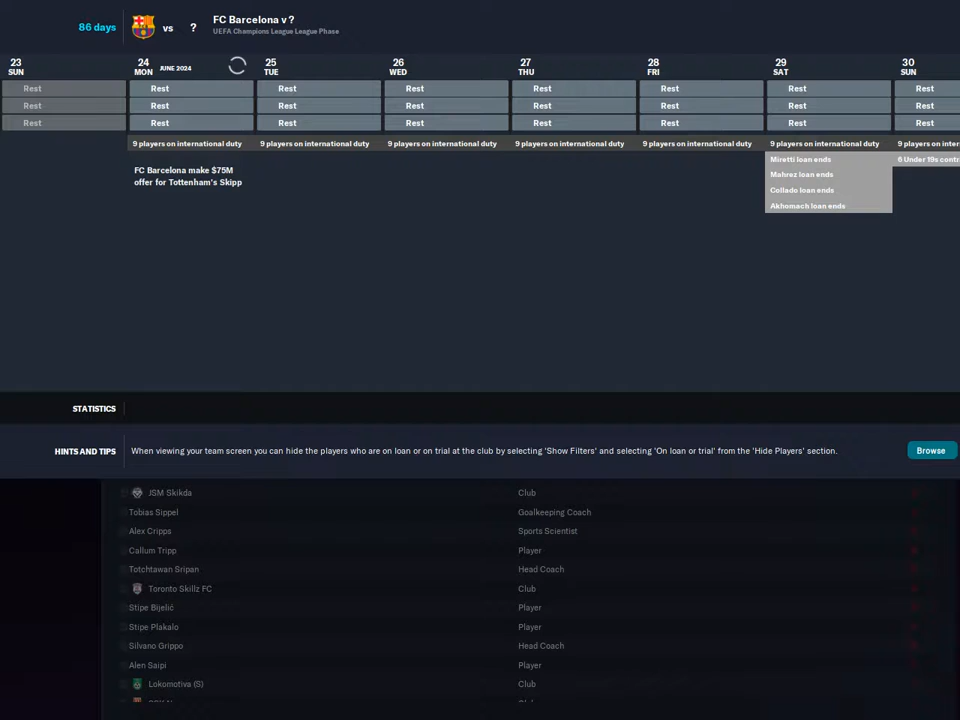 86 days
vs
?
FC Barcelona v ?
UEFA Champions League League Phase
23
SUN
24
MON JUNE 2024
25
TUE
26
WED
27
THU
28
FRI
29
SAT
30
SUN
Rest Rest Rest Rest Rest Rest Rest Rest
Rest Rest Rest Rest Rest Rest Rest Rest
Rest Rest Rest Rest Rest Rest Rest Rest
9 players on international duty 9 players on international duty 9 players on international duty 9 players on international duty 9 players on international duty 9 players on international duty 9 players on interna
Miretti loan ends
6 Under 19s contr
Mahrez loan ends
Collado loan ends
Akhomach loan ends
FC Barcelona make $75M
offer for Tottenham's Skipp
STATISTICS
HINTS AND TIPS
When viewing your team screen you can hide the players who are on loan or on trial at the club by selecting 'Show Filters' and selecting 'On loan or trial' from the 'Hide Players' section.
Browse
JSM Skikda Club
Tobias Sippel Goalkeeping Coach
Alex Cripps Sports Scientist
Callum Tripp Player
Totchtawan Sripan Head Coach
Toronto Skillz FC Club
Stipe Bijelić Player
Stipe Plakalo Player
Silvano Grippo Head Coach
Alen Saipi Player
Lokomotiva (S) Club